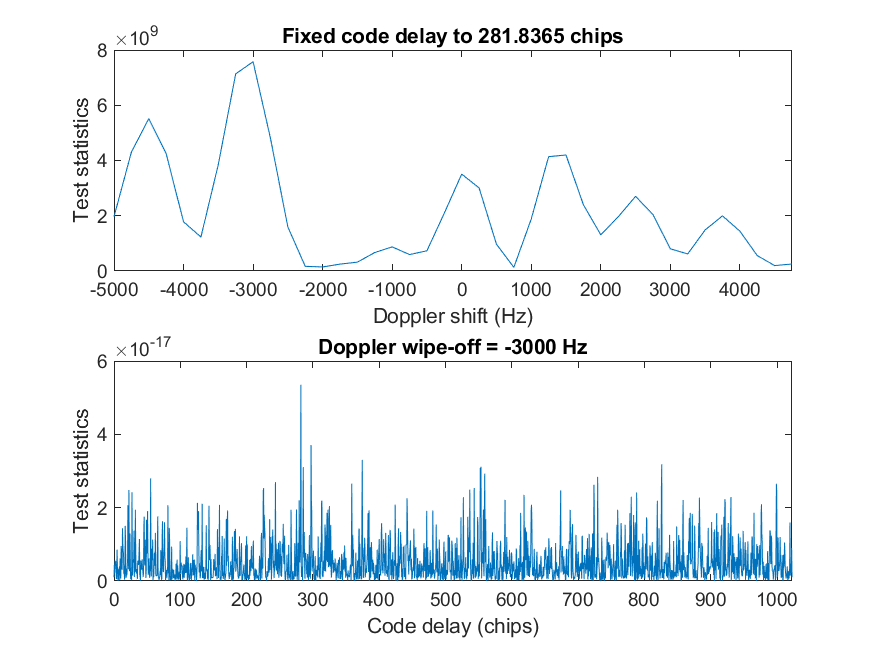 ×10^9
Fixed code delay to 281.8365 chips
8
6
4
2
0
Test statistics
-5000 -4000 -3000 -2000 -1000 0 1000 2000 3000 4000
Doppler shift (Hz)
×10^-17
Doppler wipe-off = -3000 Hz
6
4
2
0
Test statistics
0 100 200 300 400 500 600 700 800 900 1000
Code delay (chips)